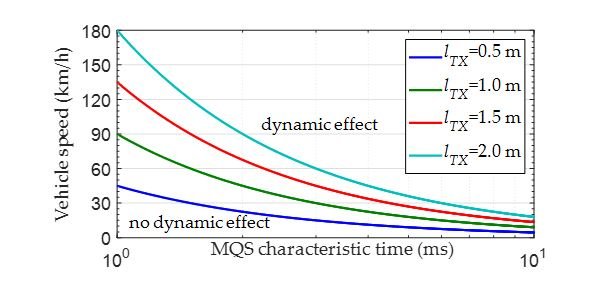 180
150
120
90
60
30
0
Vehicle speed (km/h)
l_TX=0.5 m
l_TX=1.0 m
l_TX=1.5 m
l_TX=2.0 m
dynamic effect
no dynamic effect
MQS characteristic time (ms)
10^0
10^1